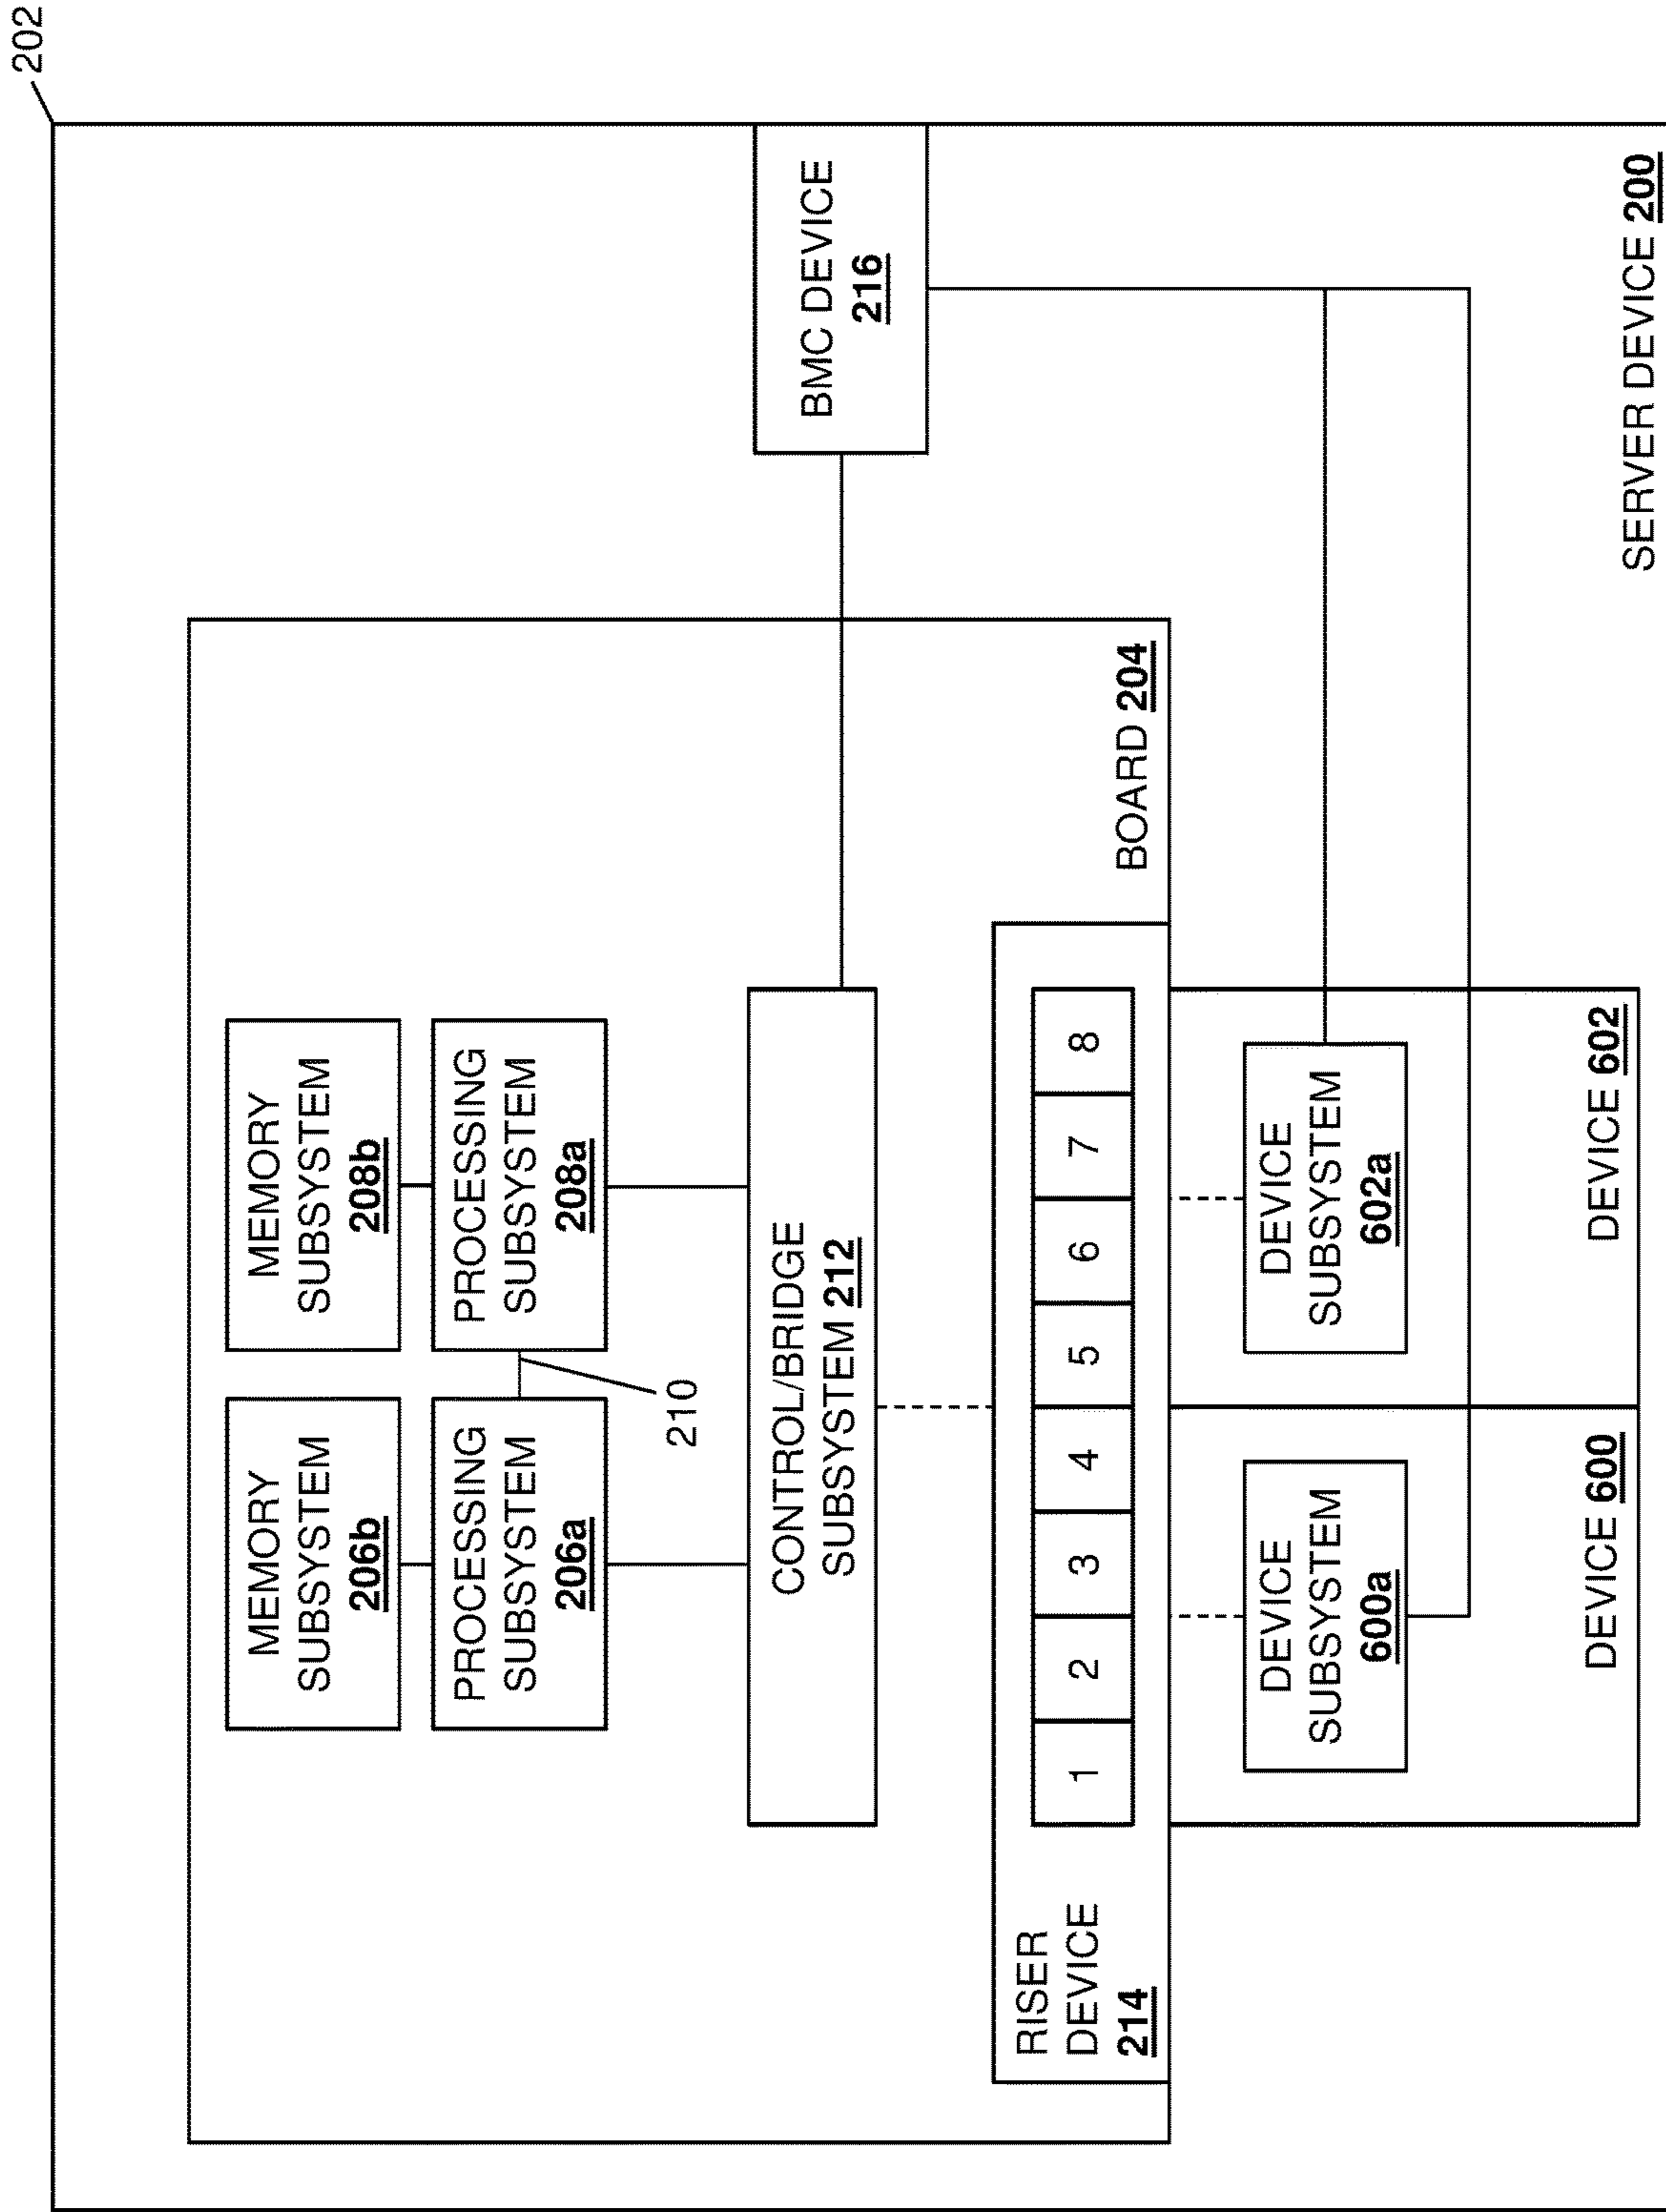 202
MEMORY
SUBSYSTEM
206b
MEMORY
SUBSYSTEM
208b
PROCESSING
SUBSYSTEM
206a
PROCESSING
SUBSYSTEM
208a
210
CONTROL/BRIDGE
SUBSYSTEM 212
BMC DEVICE
216
RISER
DEVICE
214
1
2
3
4
5
6
7
8
BOARD 204
DEVICE
SUBSYSTEM
600a
DEVICE
SUBSYSTEM
602a
DEVICE 600
DEVICE 602
SERVER DEVICE 200